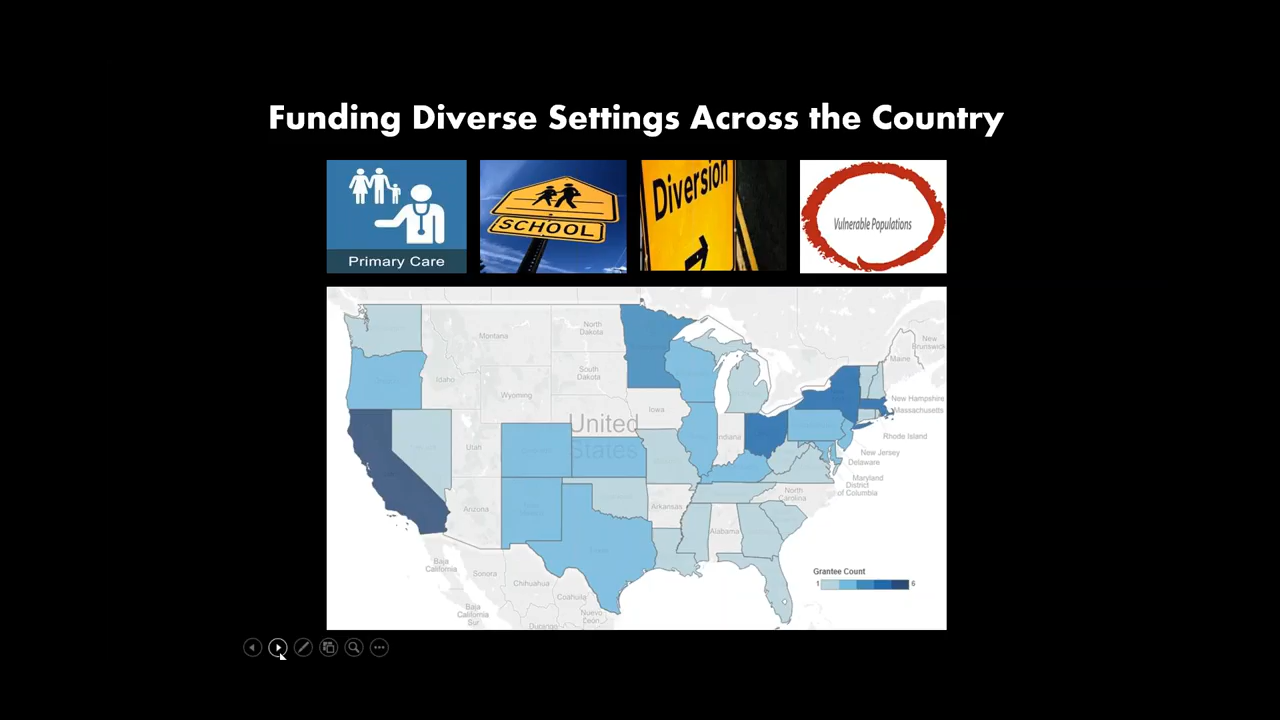 Funding Diverse Settings Across the Country
Primary Care
SCHOOL
Diversion
Vulnerable Populations
Montana
North
Dakota
Idaho
South
Dakota
Wyoming
Iowa
United
States
Utah
Indiana
Arizona
Arkansas
Alabama
North
Carolina
Texas
Maine
New
Brunswick
New Hampshire
Massachusetts
Rhode Island
New Jersey
Delaware
Maryland
District
of Columbia
Baja
California
Sonora
Chihuahua
Coahuila
Baja
California
Sur
Nuevo
León
Durango
Grantee Count
1
6